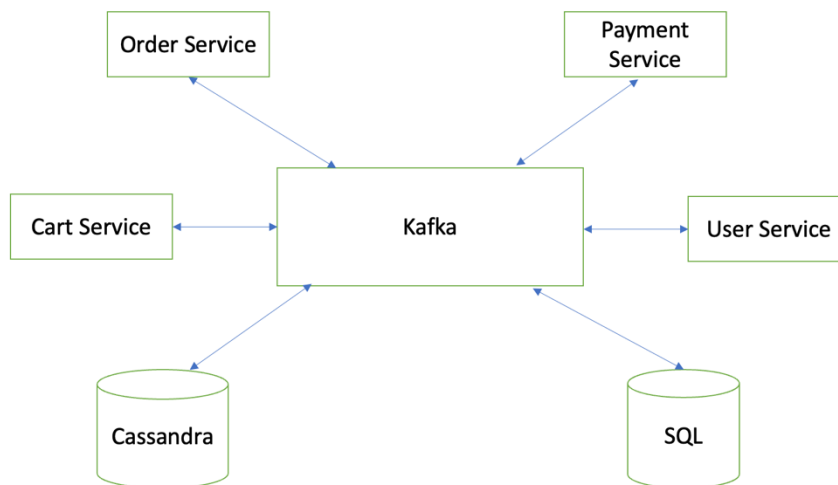 Order Service
Payment
Service
Cart Service
Kafka
User Service
Cassandra
SQL